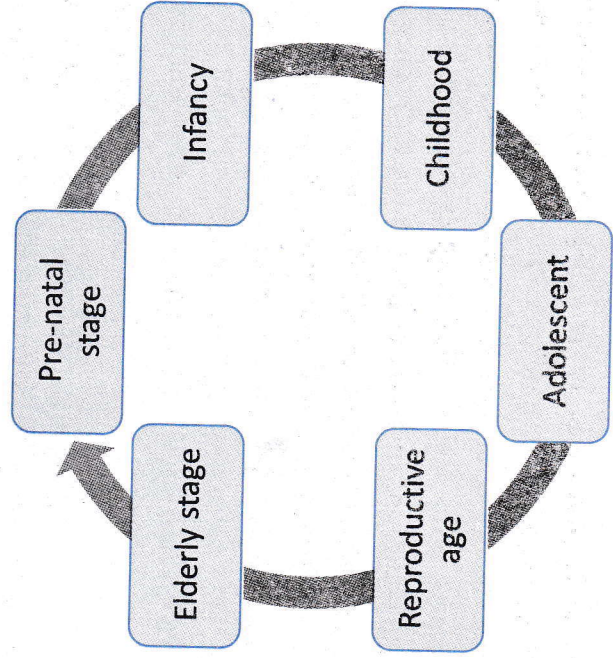 Pre-natal
stage
Infancy
Childhood
Adolescent
Reproductive
age
Elderly stage